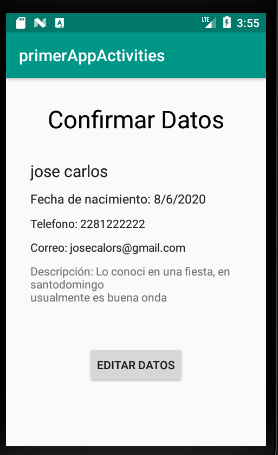 LTE 3:55
primerAppActivities
Confirmar Datos
jose carlos
Fecha de nacimiento: 8/6/2020
Telefono: 2281222222
Correo: josecalors@gmail.com
Descripción: Lo conoci en una fiesta, en
santodomingo
usualmente es buena onda
EDITAR DATOS